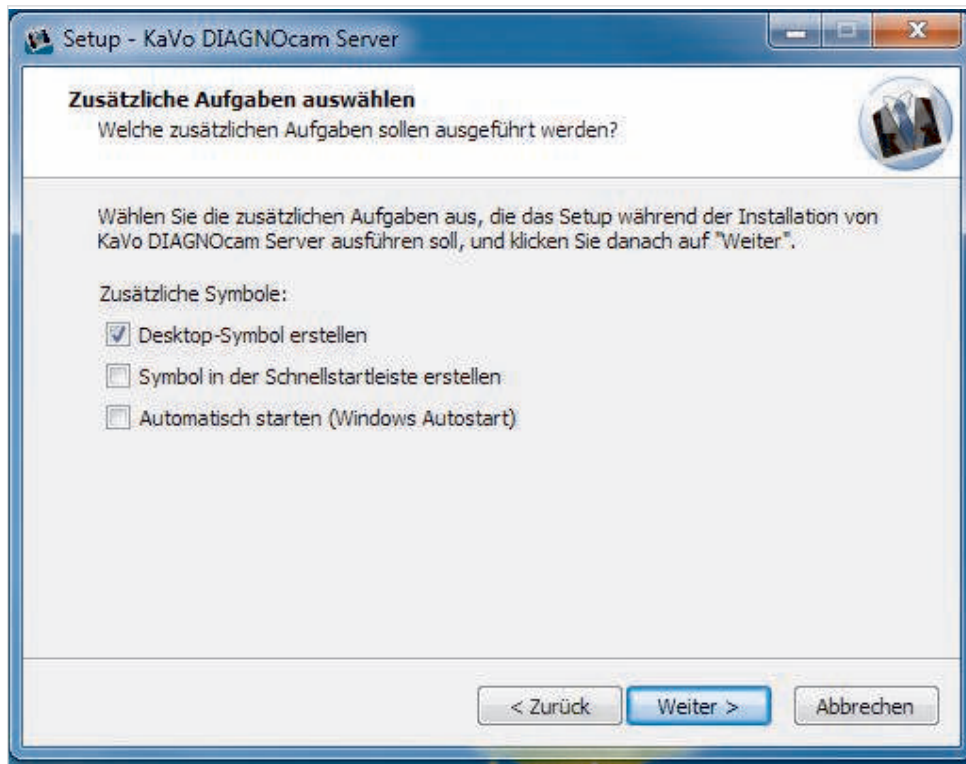 Setup - KaVo DIAGNOcam Server
Zusätzliche Aufgaben auswählen
Welche zusätzlichen Aufgaben sollen ausgeführt werden?
Wählen Sie die zusätzlichen Aufgaben aus, die das Setup während der Installation von
KaVo DIAGNOcam Server ausführen soll, und klicken Sie danach auf "Weiter".
Zusätzliche Symbole:
Desktop-Symbol erstellen
Symbol in der Schnellstartleiste erstellen
Automatisch starten (Windows Autostart)
< Zurück Weiter > Abbrechen